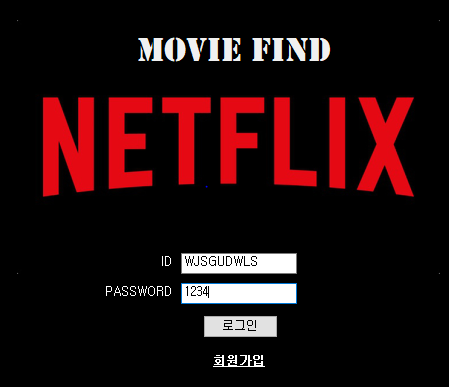 MOVIE FIND
NETFLIX
ID WJSGUDWLS
PASSWORD 1234
로그인
회원가입